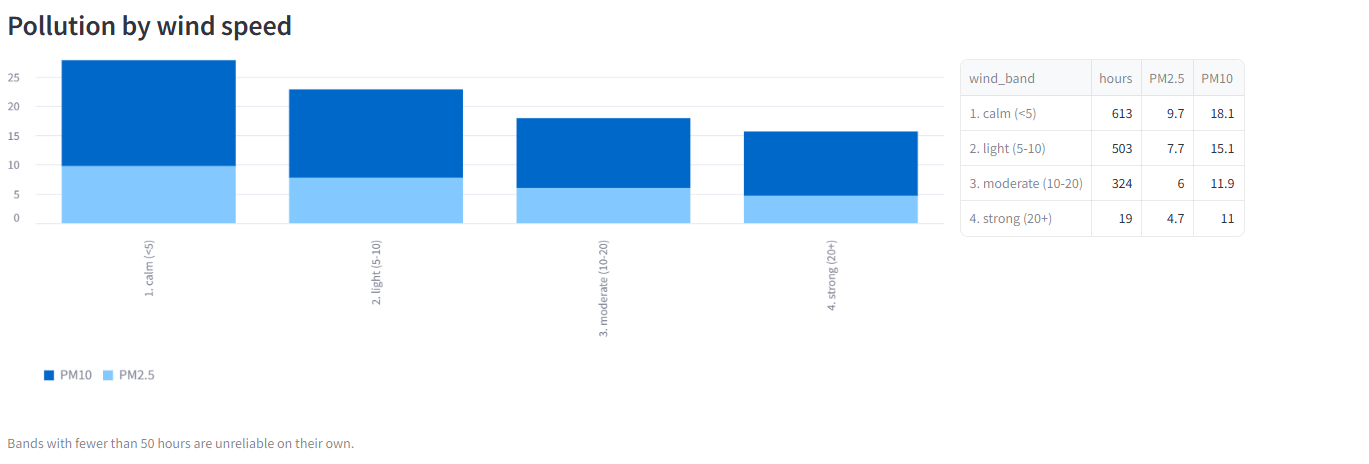 Pollution by wind speed
25
20
15
10
5
0
1. calm (<5)
2. light (5-10)
3. moderate (10-20)
4. strong (20+)
PM10 PM2.5
wind_band hours PM2.5 PM10
1. calm (<5) 613 9.7 18.1
2. light (5-10) 503 7.7 15.1
3. moderate (10-20) 324 6 11.9
4. strong (20+) 19 4.7 11
Bands with fewer than 50 hours are unreliable on their own.